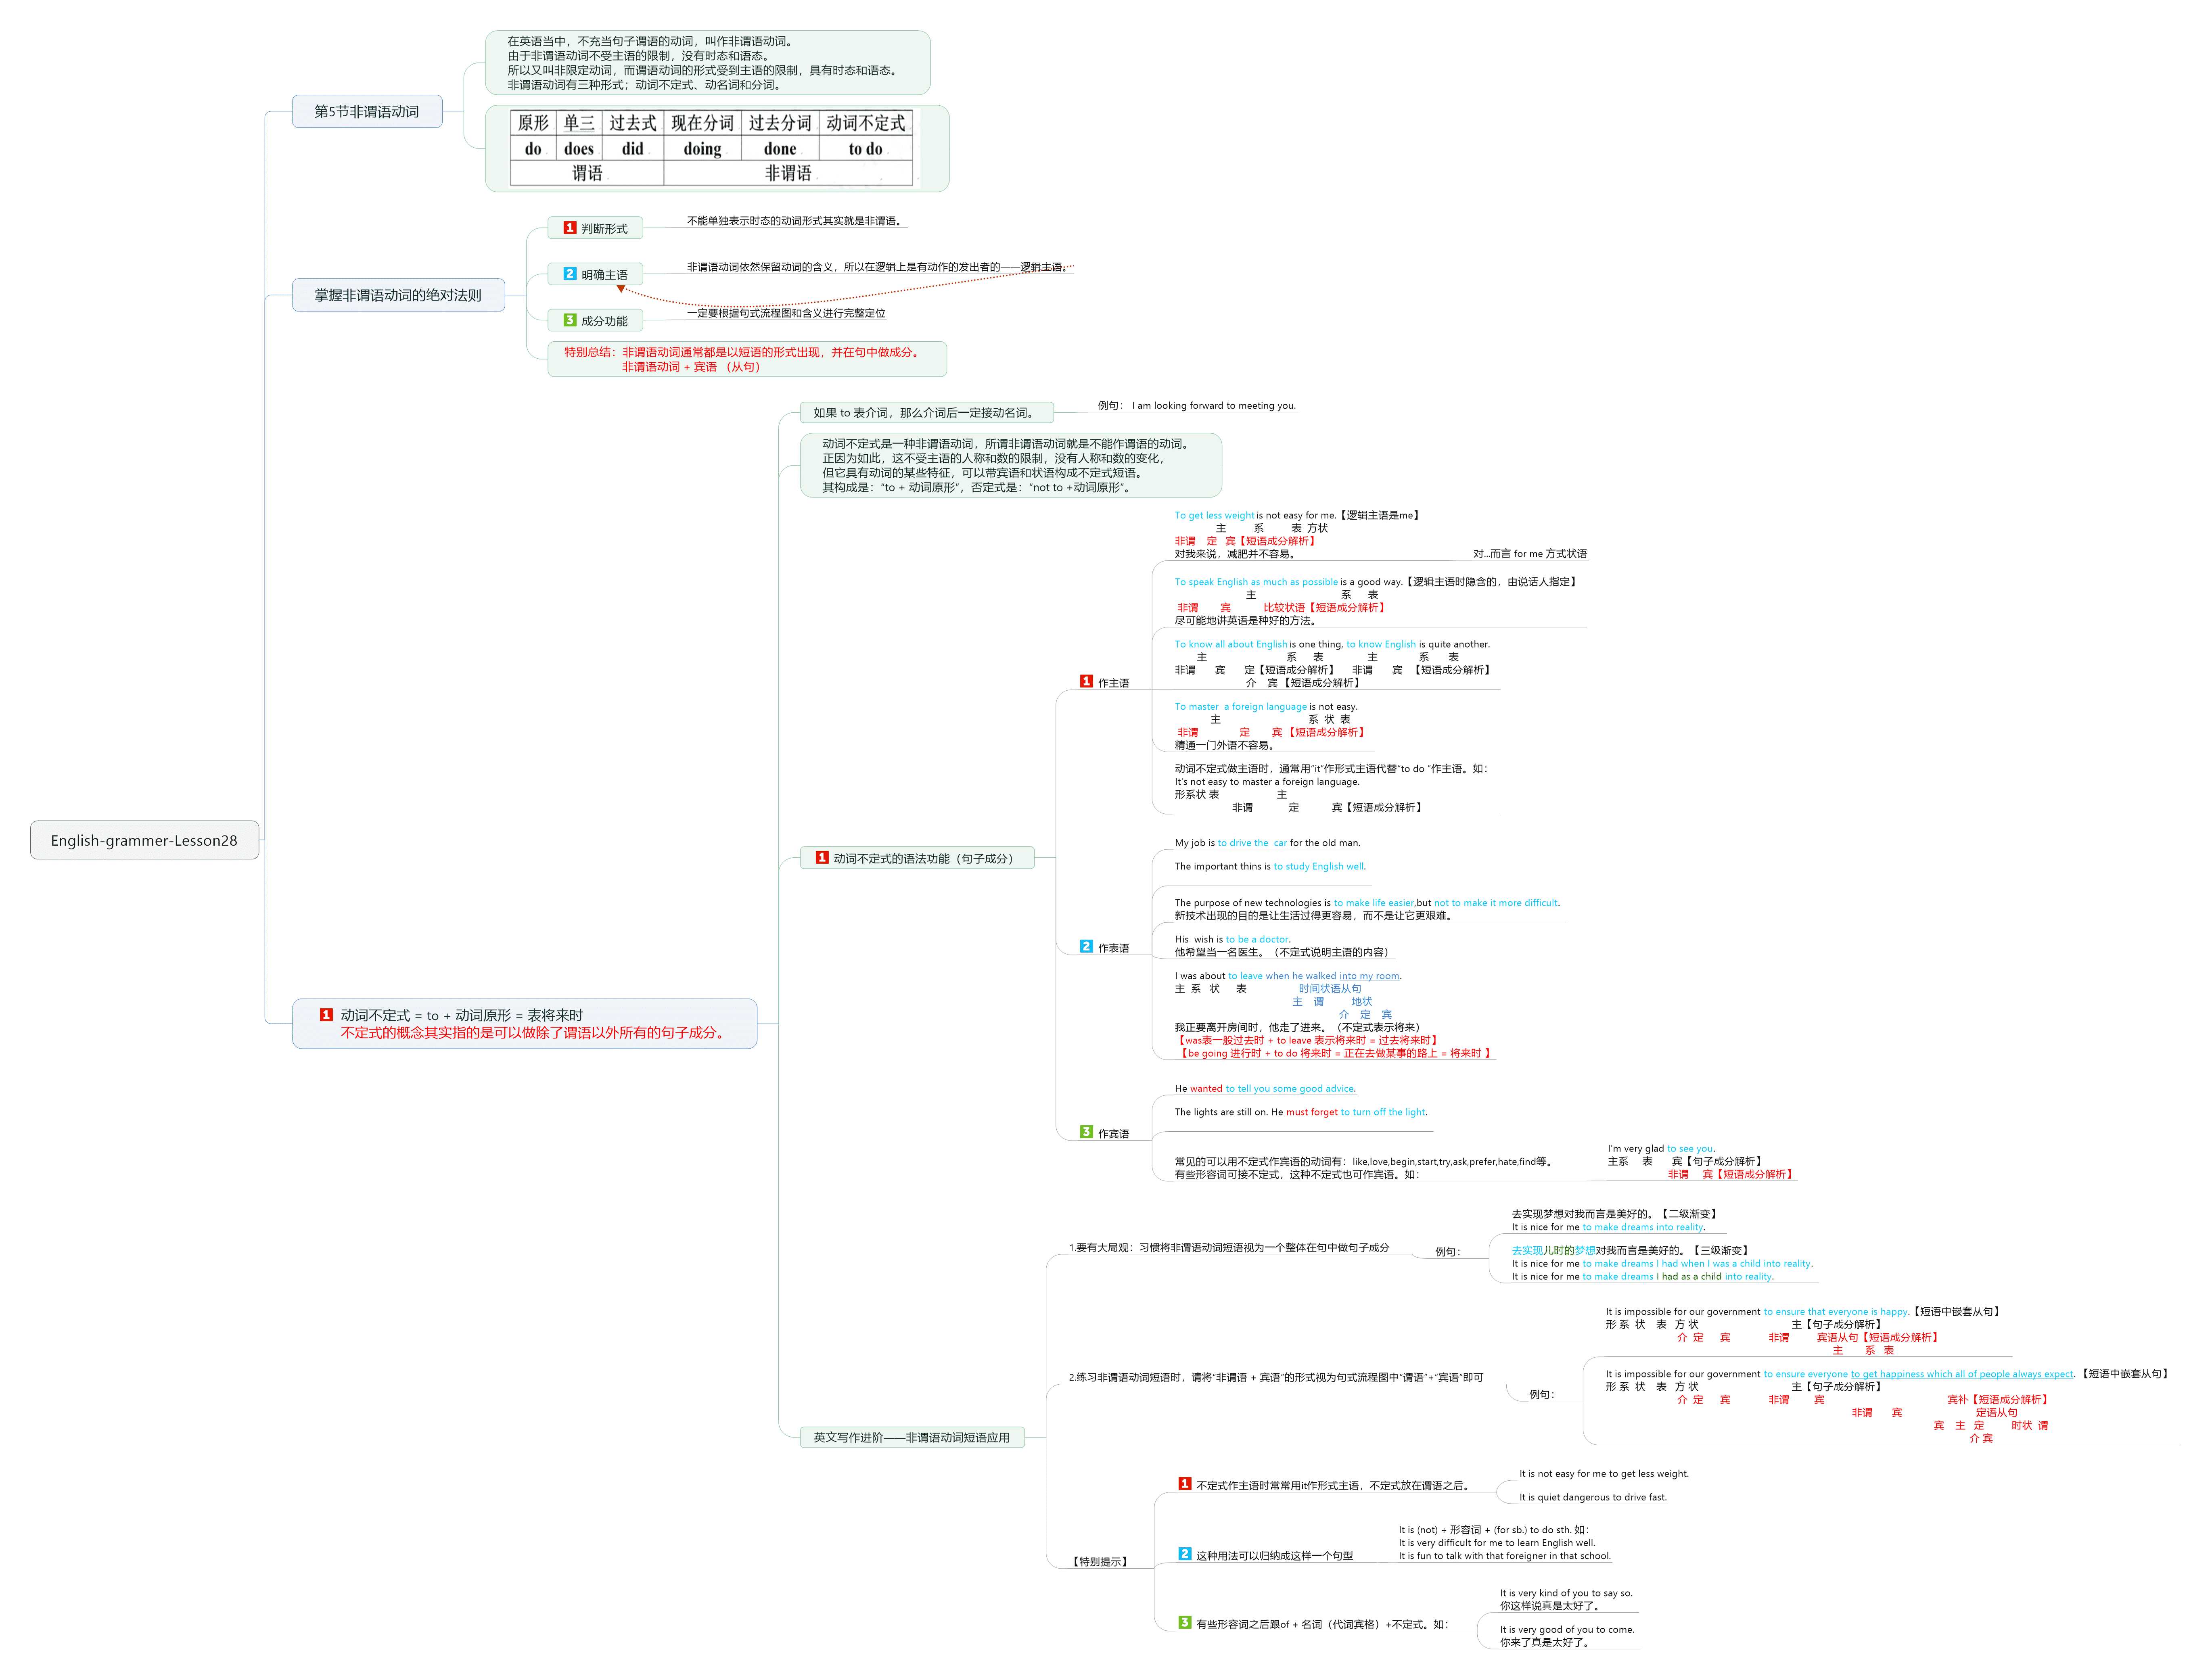 English-grammer-Lesson28
第5节非谓语动词
在英语当中，不充当句子谓语的动词，叫作非谓语动词。
由于非谓语动词不受主语的限制，没有时态和语态。
所以又叫非限定动词，而谓语动词的形式受到主语的限制，具有时态和语态。
非谓语动词有三种形式；动词不定式、动名词和分词。
原形 单三 过去式 现在分词 过去分词 动词不定式
do does did doing done to do
谓语 非谓语
掌握非谓语动词的绝对法则
1 判断形式
不能单独表示时态的动词形式其实就是非谓语。
2 明确主语
非谓语动词依然保留动词的含义，所以在逻辑上是有动作的发出者的——逻辑主语。
3 成分功能
一定要根据句式流程图和含义进行完整定位
特别总结：非谓语动词通常都是以短语的形式出现，并在句中做成分。
非谓语动词 + 宾语 （从句）
1 动词不定式 = to + 动词原形 = 表将来时
不定式的概念其实指的是可以做除了谓语以外所有的句子成分。
如果 to 表介词，那么介词后一定接动名词。
例句： I am looking forward to meeting you.
动词不定式是一种非谓语动词，所谓非谓语动词就是不能作谓语的动词。
正因为如此，这不受主语的人称和数的限制，没有人称和数的变化，
但它具有动词的某些特征，可以带宾语和状语构成不定式短语。
其构成是：“to + 动词原形”，否定式是：“not to +动词原形”。
1 动词不定式的语法功能（句子成分）
1 作主语
To get less weight is not easy for me.【逻辑主语是me】
主 系 表 方状
非谓 定 宾【短语成分解析】
对我来说，减肥并不容易。
对...而言 for me 方式状语
To speak English as much as possible is a good way.【逻辑主语时隐含的，由说话人指定】
主 系 表
非谓 宾 比较状语【短语成分解析】
尽可能地讲英语是种好的方法。
To know all about English is one thing, to know English is quite another.
主 系 表 主 系 表
非谓 宾 定【短语成分解析】 非谓 宾 【短语成分解析】
介 宾 【短语成分解析】
To master a foreign language is not easy.
主 系 状 表
非谓 定 宾 【短语成分解析】
精通一门外语不容易。
动词不定式做主语时，通常用“it”作形式主语代替“to do ”作主语。如：
It's not easy to master a foreign language.
形系状 表 主
非谓 定 宾【短语成分解析】
2 作表语
My job is to drive the car for the old man.
The important thins is to study English well.
The purpose of new technologies is to make life easier,but not to make it more difficult.
新技术出现的目的是让生活过得更容易，而不是让它更艰难。
His wish is to be a doctor.
他希望当一名医生。（不定式说明主语的内容）
I was about to leave when he walked into my room.
主 系 状 表 时间状语从句
主 谓 地状
介 定 宾
我正要离开房间时，他走了进来。（不定式表示将来）
【was表一般过去时 + to leave 表示将来时 = 过去将来时】
【be going 进行时 + to do 将来时 = 正在去做某事的路上 = 将来时 】
3 作宾语
He wanted to tell you some good advice.
The lights are still on. He must forget to turn off the light.
常见的可以用不定式作宾语的动词有：like,love,begin,start,try,ask,prefer,hate,find等。
有些形容词可接不定式，这种不定式也可作宾语。如：
I'm very glad to see you.
主系 表 宾【句子成分解析】
非谓 宾【短语成分解析】
英文写作进阶——非谓语动词短语应用
1.要有大局观：习惯将非谓语动词短语视为一个整体在句中做句子成分
例句：
去实现梦想对我而言是美好的。【二级渐变】
It is nice for me to make dreams into reality.
去实现儿时的梦想对我而言是美好的。【三级渐变】
It is nice for me to make dreams I had when I was a child into reality.
It is nice for me to make dreams I had as a child into reality.
2.练习非谓语动词短语时，请将“非谓语 + 宾语”的形式视为句式流程图中“谓语”+“宾语”即可
例句：
It is impossible for our government to ensure that everyone is happy.【短语中嵌套从句】
形 系 状 表 方 状 主【句子成分解析】
介 定 宾 非谓 宾语从句【短语成分解析】
主 系 表
It is impossible for our government to ensure everyone to get happiness which all of people always expect. 【短语中嵌套从句】
形 系 状 表 方 状 主【句子成分解析】
介 定 宾 非谓 宾 宾补【短语成分解析】
非谓 宾 定语从句
宾 主 定 时状 谓
介 宾
【特别提示】
1 不定式作主语时常常用it作形式主语，不定式放在谓语之后。
It is not easy for me to get less weight.
It is quiet dangerous to drive fast.
2 这种用法可以归纳成这样一个句型
It is (not) + 形容词 + (for sb.) to do sth. 如：
It is very difficult for me to learn English well.
It is fun to talk with that foreigner in that school.
3 有些形容词之后跟of + 名词（代词宾格）+不定式。如：
It is very kind of you to say so.
你这样说真是太好了。
It is very good of you to come.
你来了真是太好了。